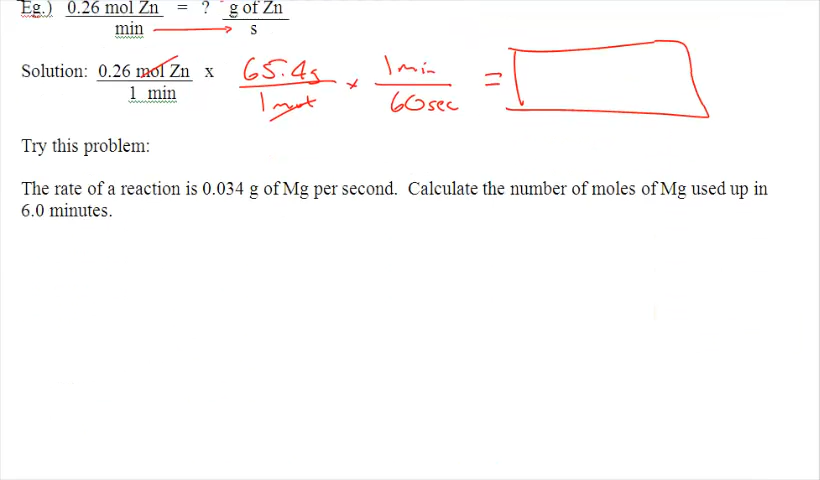 Eg.) 0.26 mol Zn = ? g of Zn
min s
65.4g 1min
Solution: 0.26 mol Zn x × =
1 min 1 mol 60sec
Try this problem:
The rate of a reaction is 0.034 g of Mg per second. Calculate the number of moles of Mg used up in
6.0 minutes.